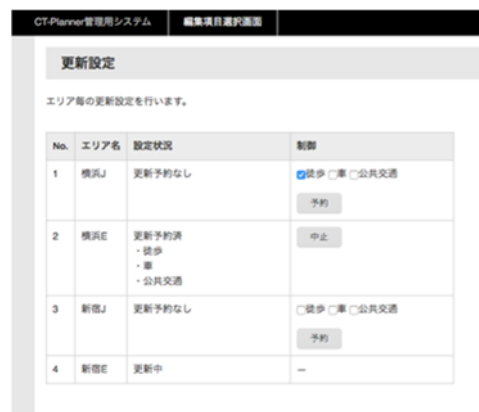 CT-Planner管理用システム 編集項目選択画面
更新設定
エリア毎の更新設定を行います。
No. エリア名 設定状況 制御
1 横浜J 更新予約なし 徒歩 車 公共交通
予約
2 横浜E 更新予約済 中止
・徒歩
・車
・公共交通
3 新宿J 更新予約なし 徒歩 車 公共交通
予約
4 新宿E 更新中 ー